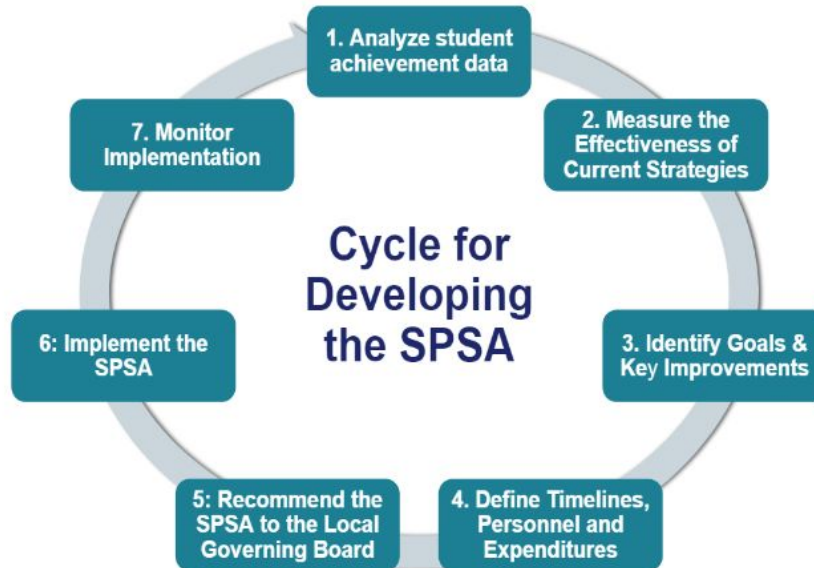 1. Analyze student
achievement data
2. Measure the
Effectiveness of
Current Strategies
3. Identify Goals &
Key Improvements
4. Define Timelines,
Personnel and
Expenditures
5: Recommend the
SPSA to the Local
Governing Board
6: Implement the
SPSA
7. Monitor
Implementation
Cycle for
Developing
the SPSA